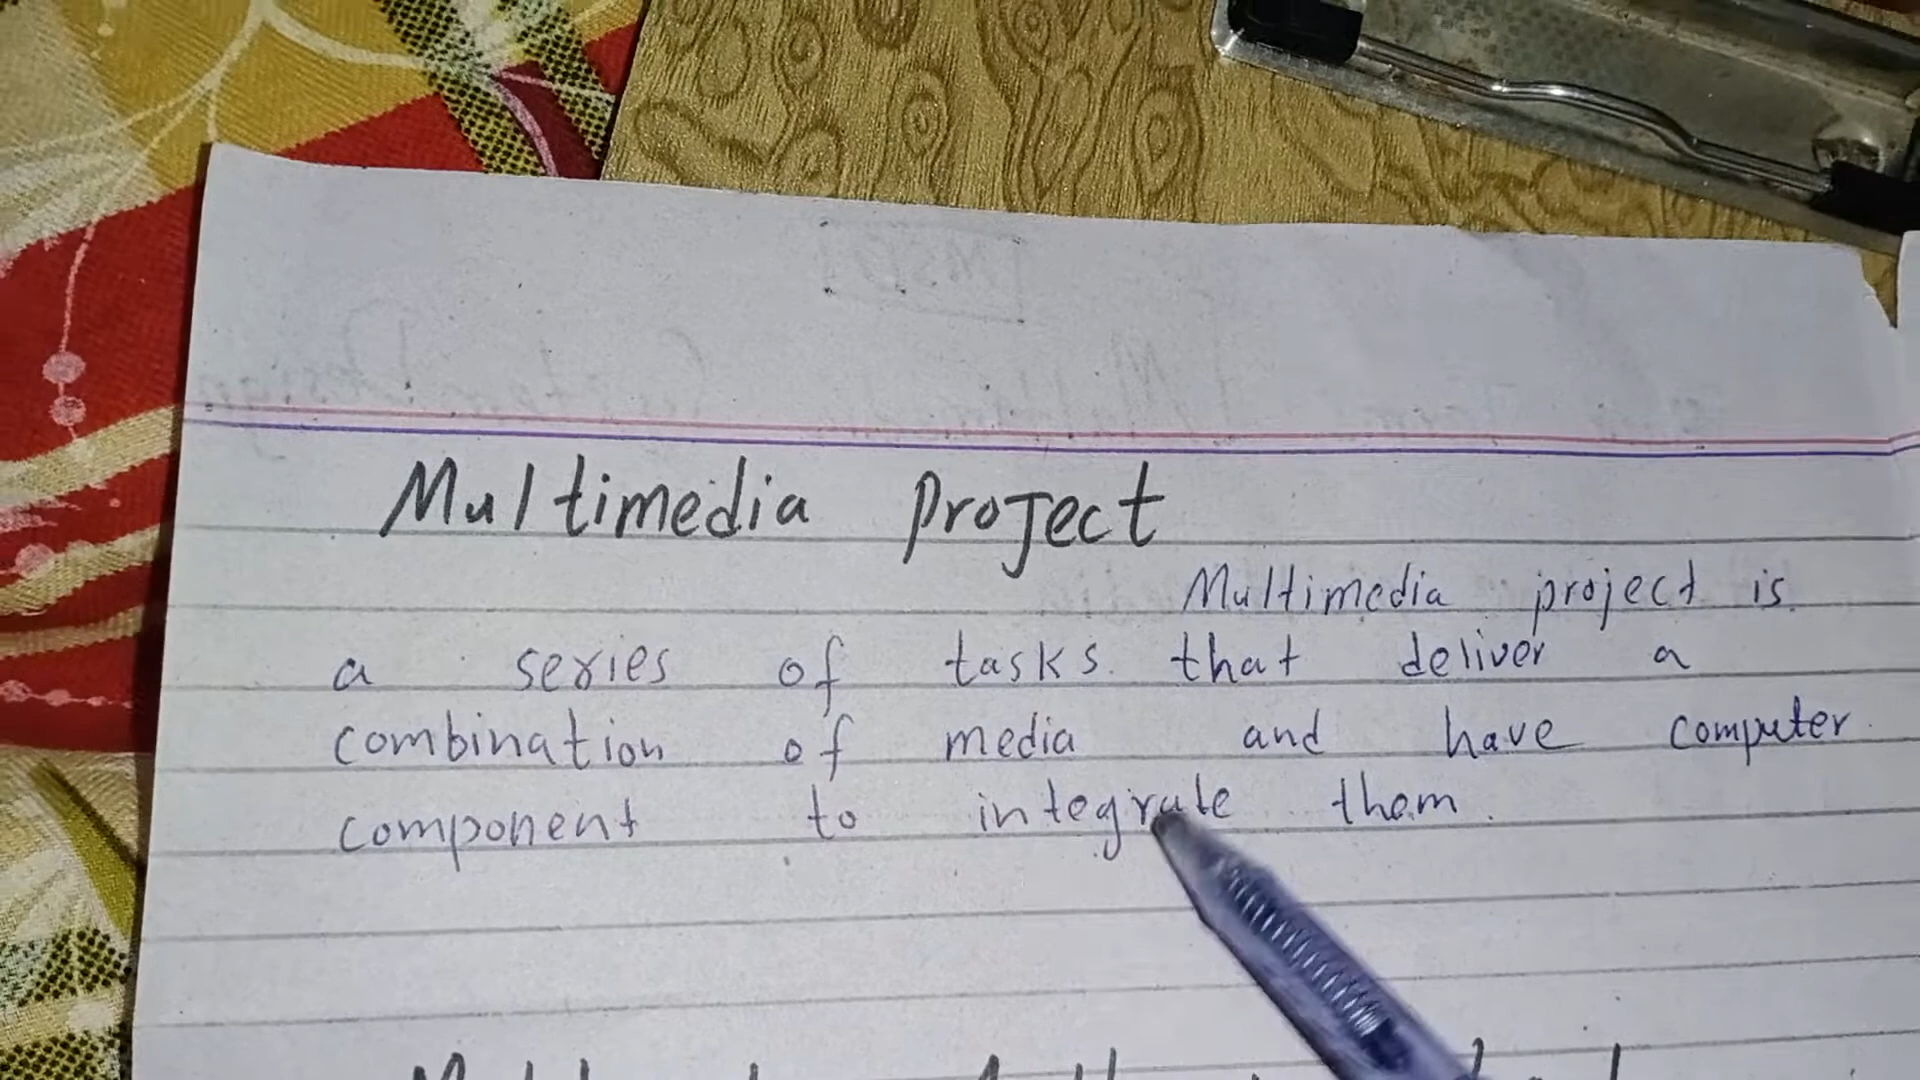 Multimedia Project
Multimedia project is
a series of tasks that deliver a
combination of media and have computer
component to integrate them.